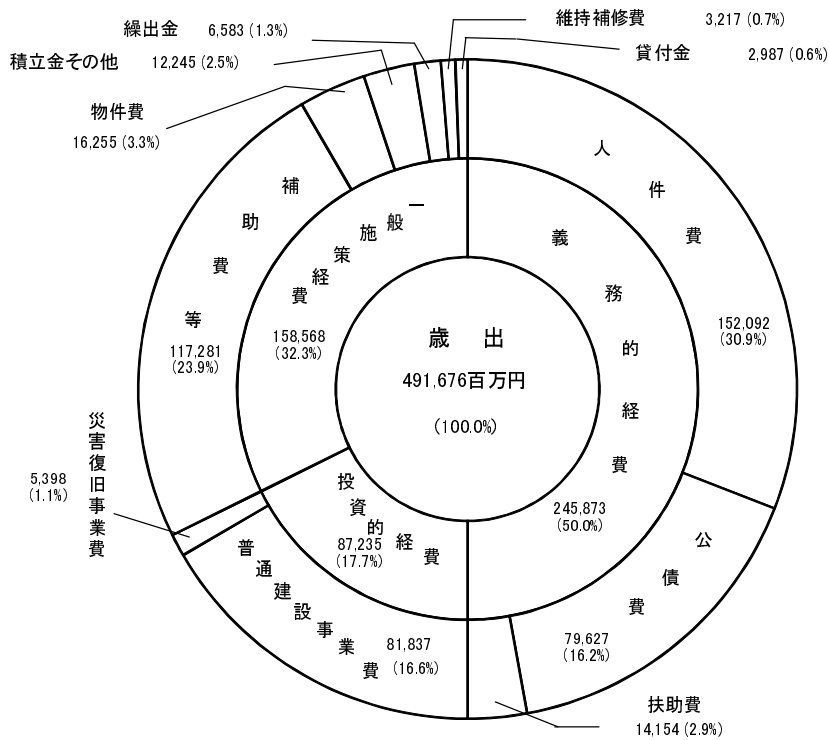 歳出
491,676百万円
(100.0%)
義務的経費
245,873
(50.0%)
人件費
152,092
(30.9%)
公債費
79,627
(16.2%)
扶助費
14,154 (2.9%)
投資的経費
87,235
(17.7%)
普通建設事業費
81,837
(16.6%)
災害復旧事業費
5,398
(1.1%)
一般施策経費
158,568
(32.3%)
補助費等
117,281
(23.9%)
物件費
16,255 (3.3%)
積立金その他 12,245 (2.5%)
繰出金 6,583 (1.3%)
維持補修費 3,217 (0.7%)
貸付金 2,987 (0.6%)